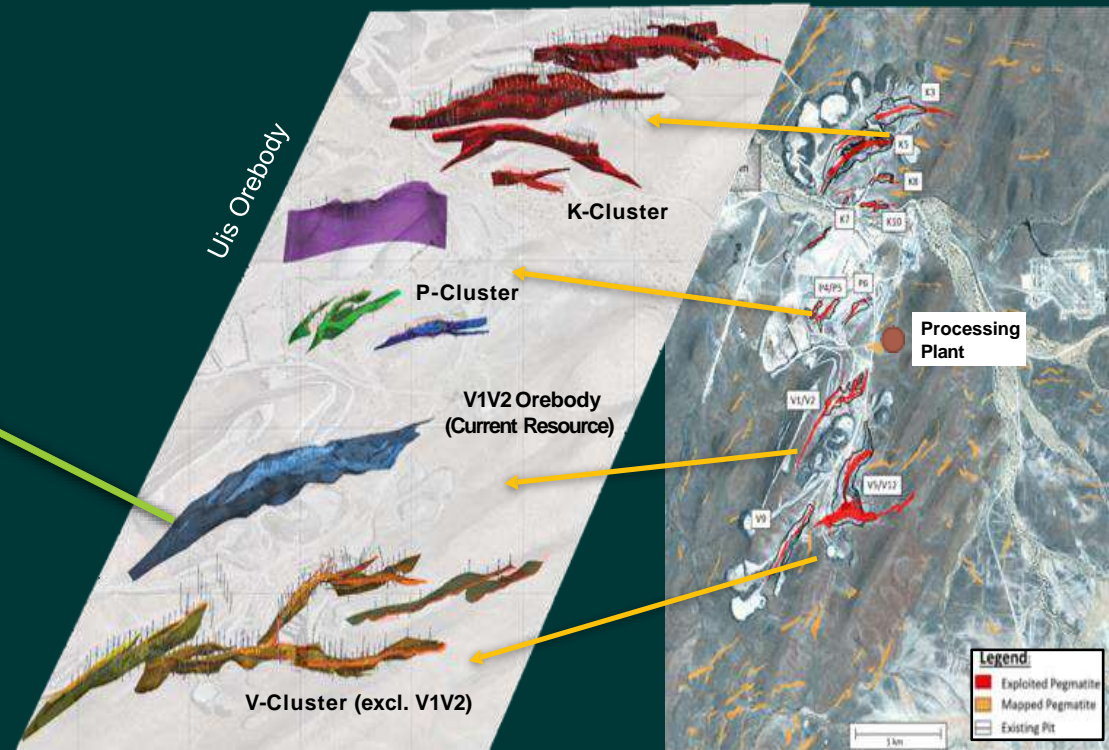 Uis Orebody
K-Cluster
P-Cluster
V1V2 Orebody
(Current Resource)
V-Cluster (excl. V1V2)
K3
K5
K8
K7
K10
P4/P5
P6
Processing
Plant
V1/V2
V5/V12
V9
Legend:
Exploited Pegmatite
Mapped Pegmatite
Existing Pit
1 km